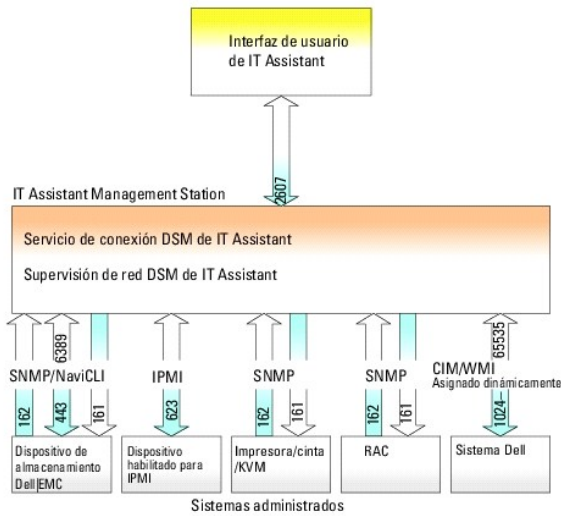 Interfaz de usuario
de IT Assistant
2607
IT Assistant Management Station
Servicio de conexión DSM de IT Assistant
Supervisión de red DSM de IT Assistant
6389
65535
SNMP/NaviCLI
IPMI
SNMP
SNMP
CIM/WMI
Asignado dinámicamente
162
443
161
623
162
161
162
161
1024–
Dispositivo de
almacenamiento
Dell|EMC
Dispositivo
habilitado para
IPMI
Impresora/cinta
/KVM
RAC
Sistema Dell
Sistemas administrados